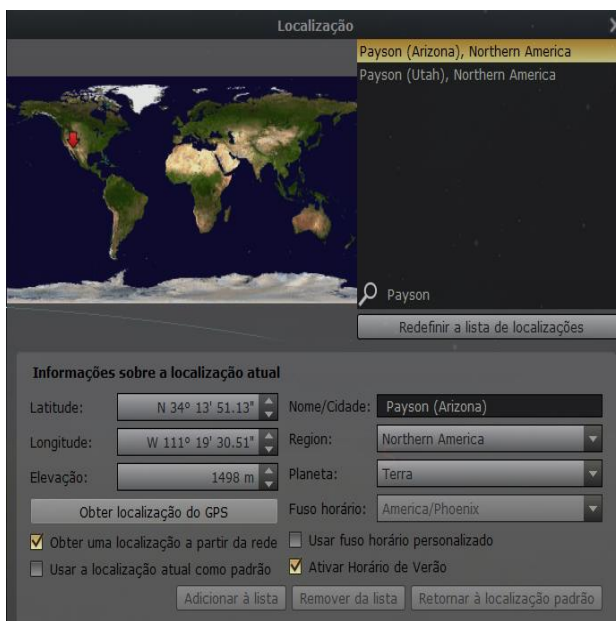 Localização
Payson (Arizona), Northern America
Payson (Utah), Northern America
Payson
Redefinir a lista de localizações
Informações sobre a localização atual
Latitude: N 34° 13' 51.13" Nome/Cidade: Payson (Arizona)
Longitude: W 111° 19' 30.51" Region: Northern America
Elevação: 1498 m Planeta: Terra
Obter localização do GPS Fuso horário: America/Phoenix
Obter uma localização a partir da rede Usar fuso horário personalizado
Usar a localização atual como padrão Ativar Horário de Verão
Adicionar à lista Remover da lista Retornar à localização padrão